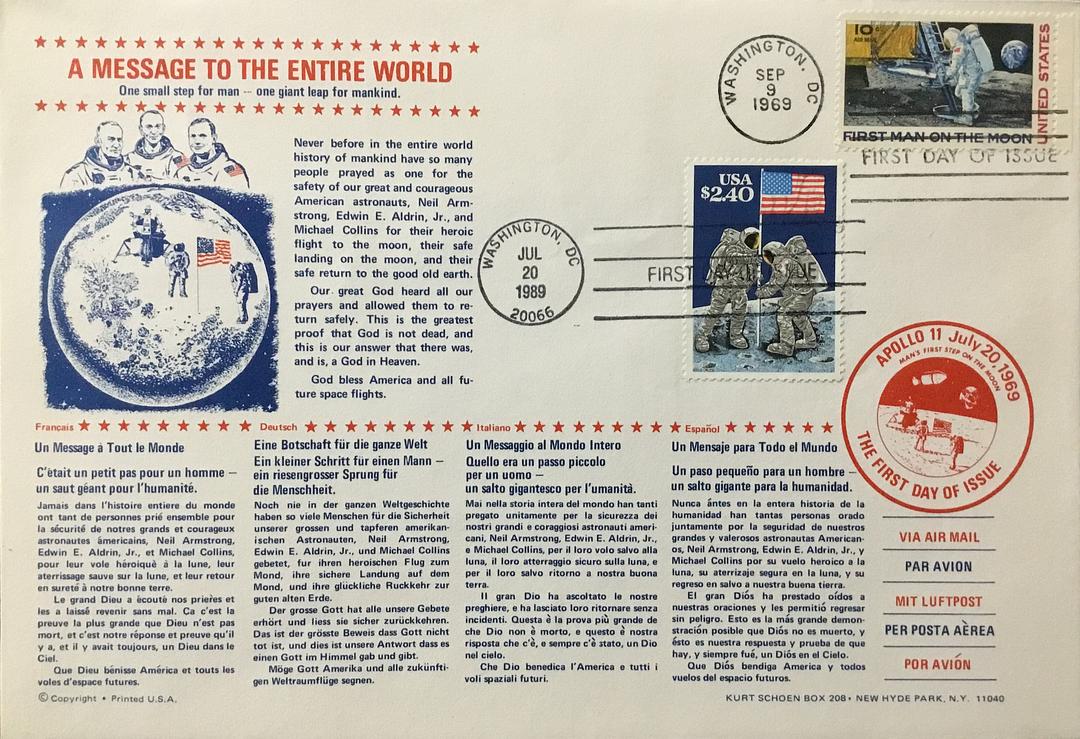 A MESSAGE TO THE ENTIRE WORLD
One small step for man -- one giant leap for mankind.
Never before in the entire world
history of mankind have so many
people prayed as one for the
safety of our great and courageous
American astronauts, Neil Arm-
strong, Edwin E. Aldrin, Jr., and
Michael Collins for their heroic
flight to the moon, their safe
landing on the moon, and their
safe return to the good old earth.
Our great God heard all our
prayers and allowed them to re-
turn safely. This is the greatest
proof that God is not dead, and
this is our answer that there was,
and is, a God in Heaven.
God bless America and all fu-
ture space flights.
WASHINGTON, DC
SEP
9
1969
10c
AIR MAIL
UNITED STATES
FIRST MAN ON THE MOON
FIRST DAY OF ISSUE
USA
$2.40
WASHINGTON, DC
JUL
20
1989
20066
FIRST DAY OF ISSUE
APOLLO 11 July 20, 1969
MAN'S FIRST STEP ON THE MOON
THE FIRST DAY OF ISSUE
Français
Un Message à Tout le Monde
C'ètait un petit pas pour un homme —
un saut géant pour l'humanité.
Jamais dans l'histoire entiere du monde
ont tant de personnes prié ensemble pour
la sécurité de notre grands et courageux
astronautes âmericains, Neil Armstrong,
Edwin E. Aldrin, Jr., et Michael Collins,
pour leur vole héroiquè à la lune, leur
aterrissage sauve sur la lune, et leur retour
en sureté à notre bonne terre.
Le grand Dieu a ècouté nos prières et
les a laissé revenir sans mal. Ca c'est la
preuve la plus grande que Dieu n'est pas
mort, et c'est notre réponse et preuve qu'il
y a, et il y avait toujours, un Dieu dans le
Ciel.
Que Dieu bénisse América et touts les
voles d'espace futures.
Deutsch
Eine Botschaft für die ganze Welt
Ein kleiner Schritt für einen Mann —
ein riesengrosser Sprung für
die Menschheit.
Noch nie in der ganzen Weltgeschichte
haben so viele Menschen für die Sicherheit
unserer grossen und tapferen amerikan-
ischen Astronauten, Neil Armstrong,
Edwin E. Aldrin, Jr., und Michael Collins
gebetet, fur ihren heroischen Flug zum
Mond, ihre sichere Landung auf dem
Mond, und ihre glückliche Ruckkehr zur
guten alten Erde.
Der grosse Gott hat alle unsere Gebete
erhört und liess sie sicher zurückkehren.
Das ist der grösste Beweis dass Gott nicht
tot ist, und dies ist unsere Antwort dass es
einen Gott im Himmel gab und gibt.
Möge Gott Amerika und alle zukünfti-
gen Weltraumflüge segnen.
Italiano
Un Messaggio al Mondo Intero
Quello era un passo piccolo
per un uomo —
un salto gigantesco per l'umanità.
Mai nella storia intera del mondo han tanti
pregato unitamente per la sicurezza dei
nostri grandi e coraggiosi astronauti ameri-
cani, Neil Armstrong, Edwin E. Aldrin, Jr.,
e Michael Collins, per il loro volo salvo alla
luna, il loro atterraggio sicuro sulla luna, e
per il loro salvo ritorno a nostra buona
terra.
Il gran Dio ha ascoltato le nostre
preghiere, e ha lasciato loro ritornare senza
incidenti. Questa è la prova più grande de
che Dio non è morto, e questo è nostra
risposta che c'è, e sempre c'è stato, un Dio
nel cielo.
Che Dio benedica l'America e tutti i
voli spaziali futuri.
Español
Un Mensaje para Todo el Mundo
Un paso pequeño para un hombre —
un salto gigante para la humanidad.
Nunca ántes en la entera historia de la
humanidad han tantas personas orado
juntamente por la seguridad de nuestros
grandes y valerosos astronautas American-
os, Neil Armstrong, Edwin E. Aldrin, Jr., y
Michael Collins por su vuelo heroico a la
luna, su aterrizaje segura en la luna, y su
regreso en salvo a nuestra buena tierra.
El gran Diós ha prestado oídos a
nuestras oraciones y les permitió regresar
sin peligro. Esto es la más grande demon-
stración posible que Diós no es muerto, y
ésto es nuestra respuesta y prueba de que
hay, y siempre fué, un Diós en el Cielo.
Que Diós bendiga America y todos
vuelos del espacio futuros.
VIA AIR MAIL
PAR AVION
MIT LUFTPOST
PER POSTA AÈREA
POR AVIÓN
© Copyright • Printed U.S.A.
KURT SCHOEN BOX 208 • NEW HYDE PARK, N.Y. 11040